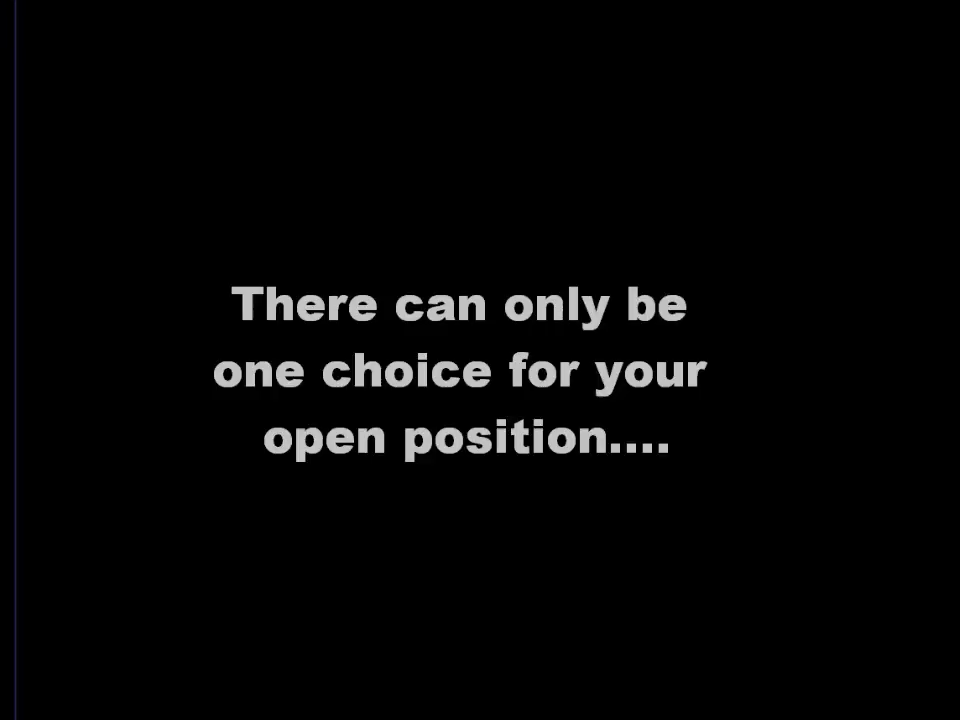 There can only be
one choice for your
open position....